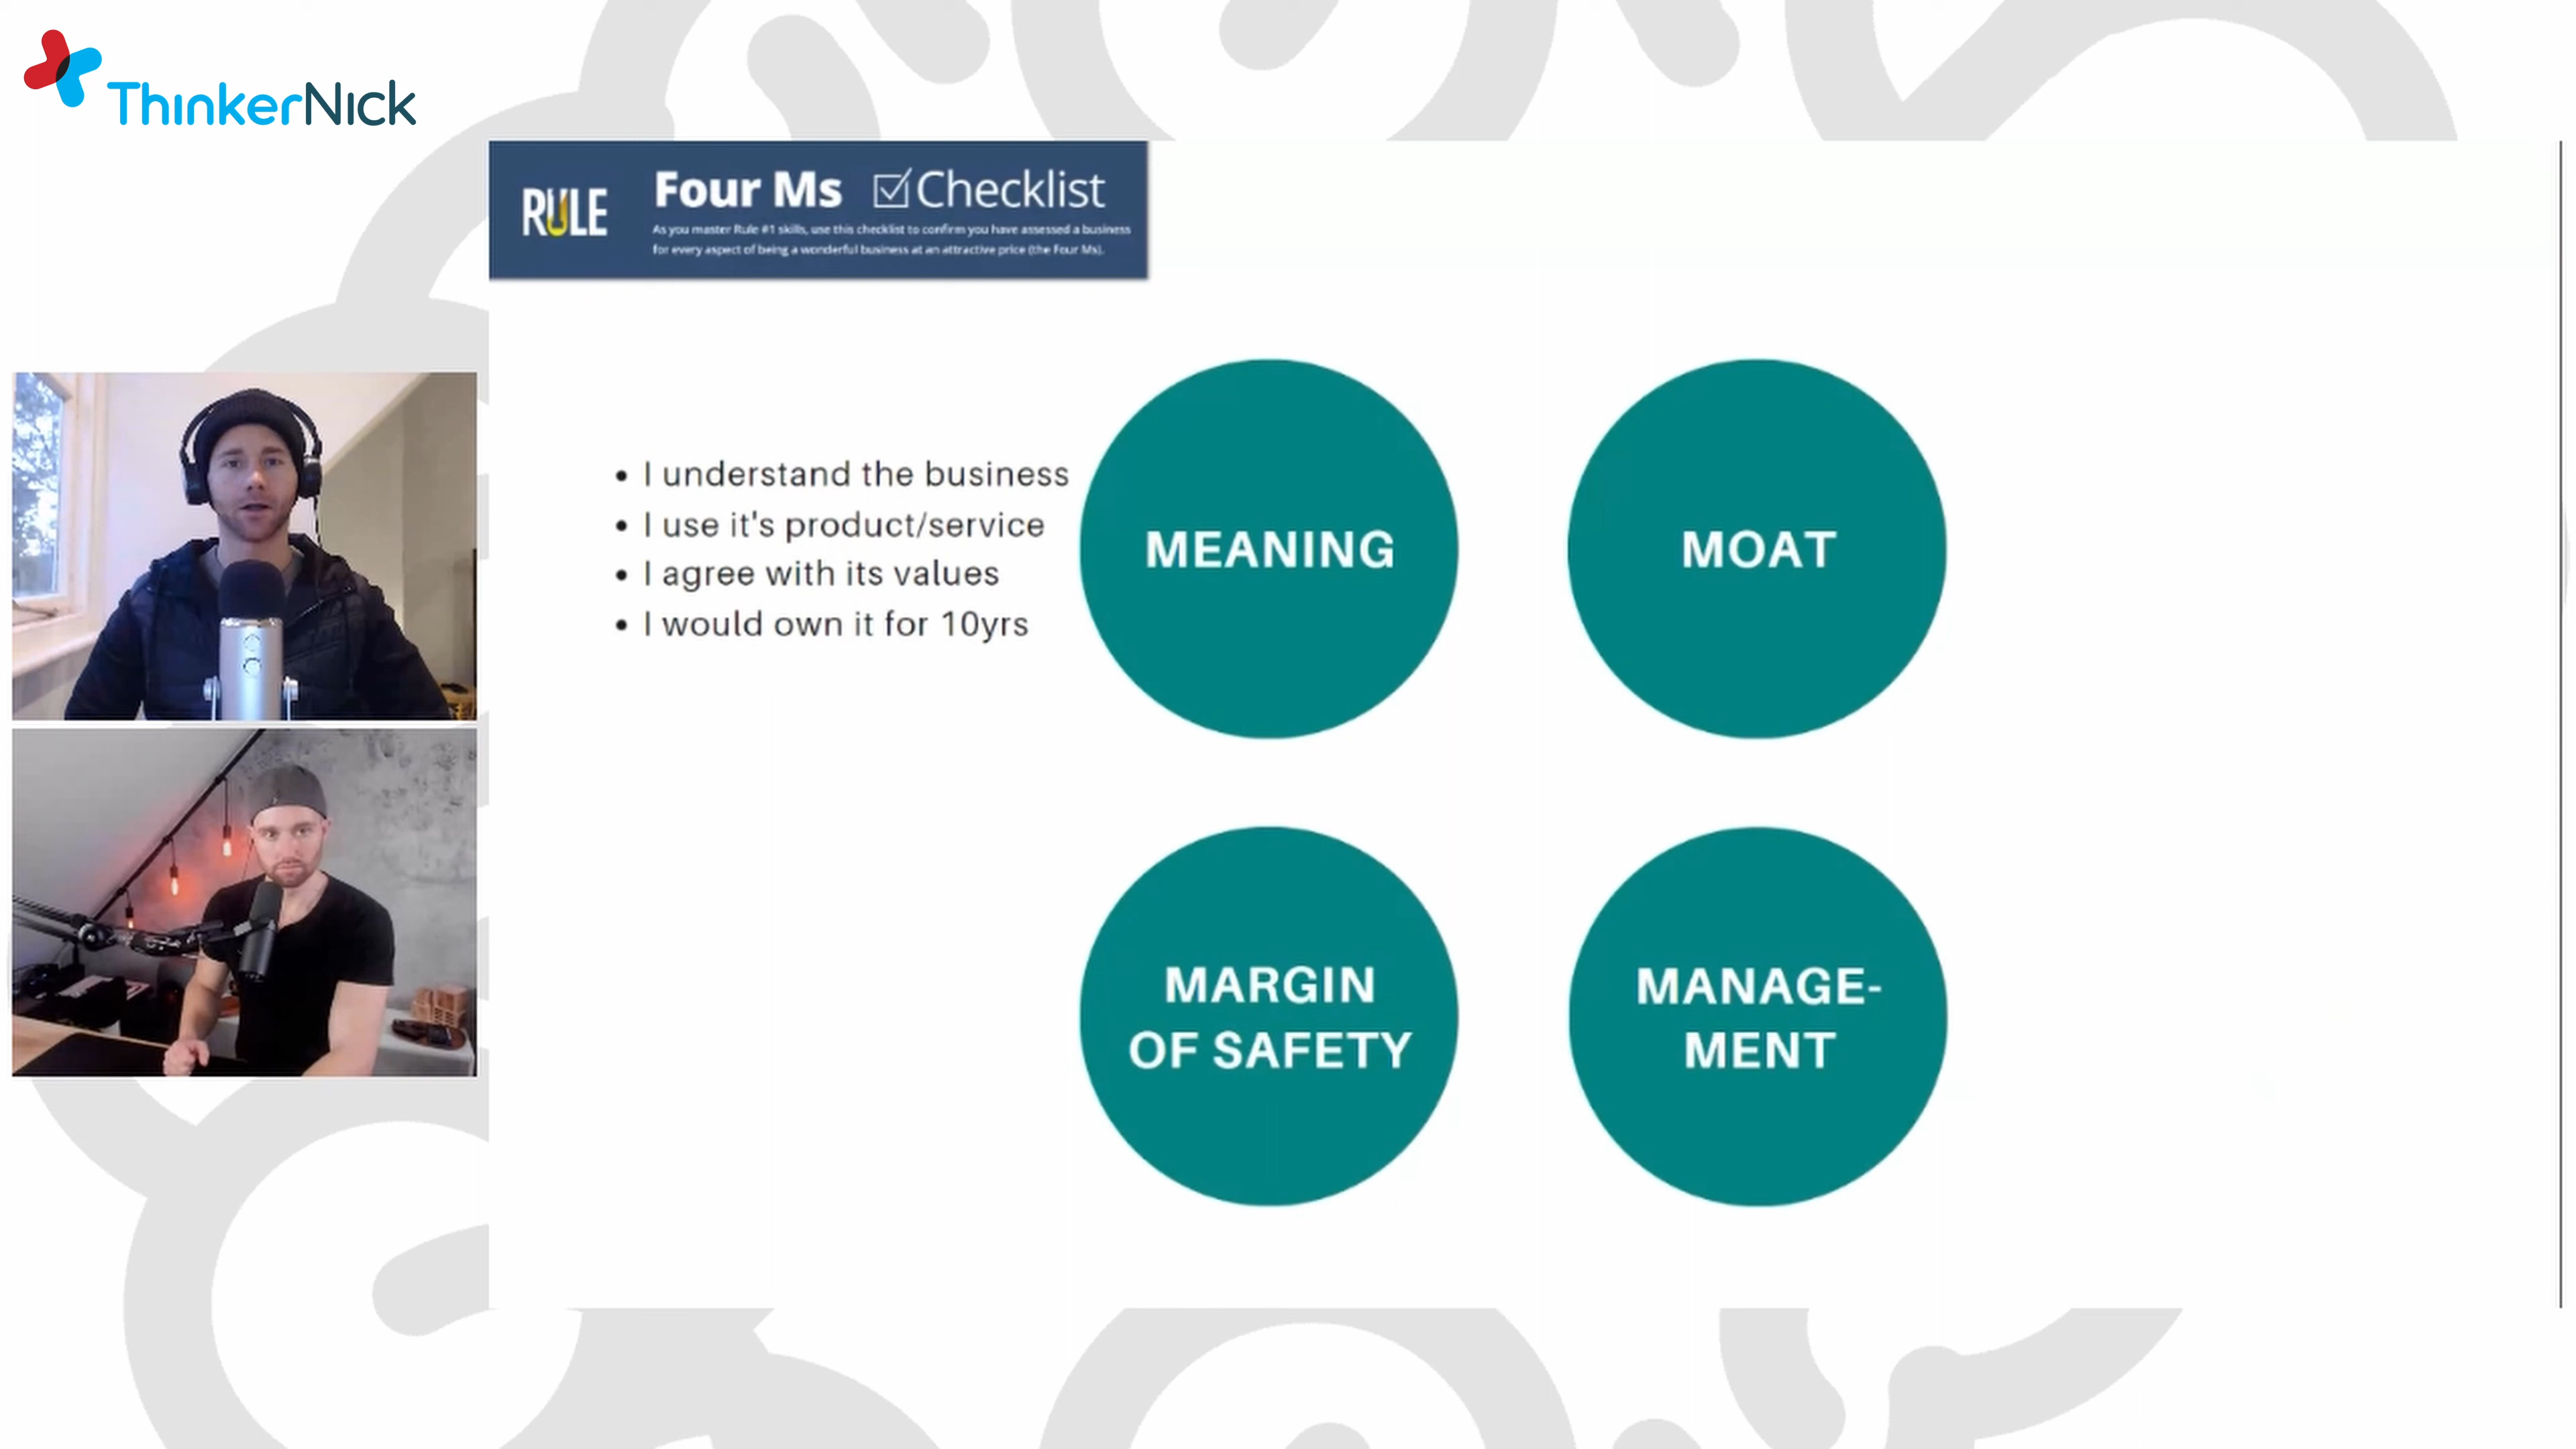 ThinkerNick
RULE
Four Ms Checklist
As you master Rule #1 skills, use this checklist to confirm you have assessed a business
for every aspect of being a wonderful business at an attractive price (the Four Ms).
• I understand the business
• I use it's product/service
• I agree with its values
• I would own it for 10yrs
MEANING
MOAT
MARGIN
OF SAFETY
MANAGE-
MENT